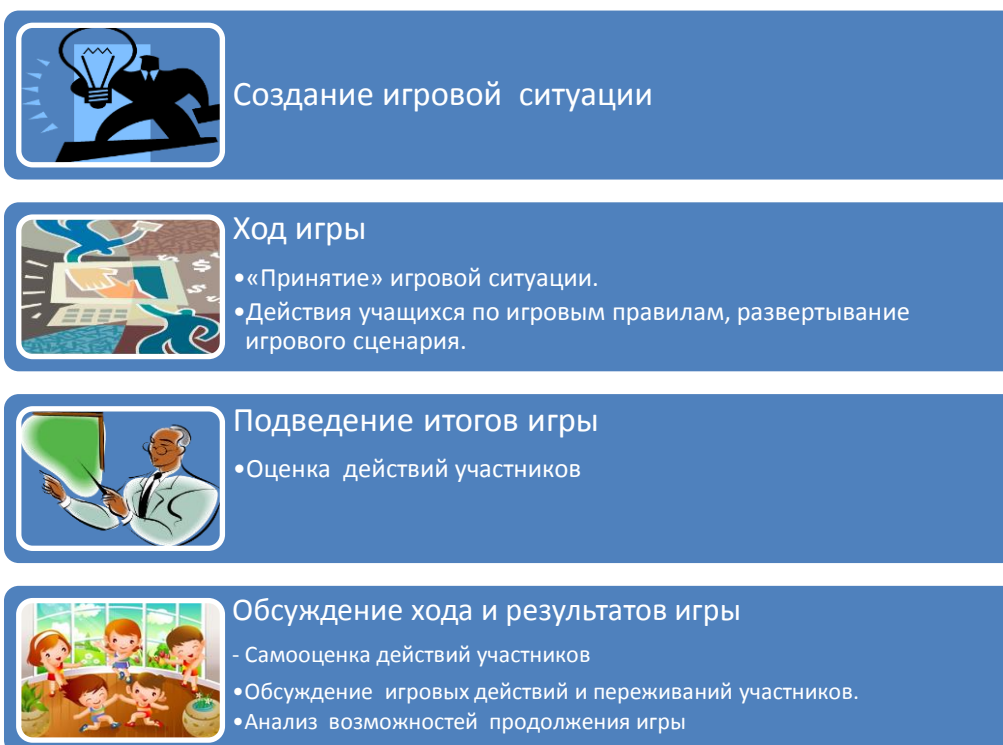 Создание игровой ситуации
Ход игры
•«Принятие» игровой ситуации.
•Действия учащихся по игровым правилам, развертывание
игрового сценария.
Подведение итогов игры
•Оценка действий участников
Обсуждение хода и результатов игры
- Самооценка действий участников
•Обсуждение игровых действий и переживаний участников.
•Анализ возможностей продолжения игры